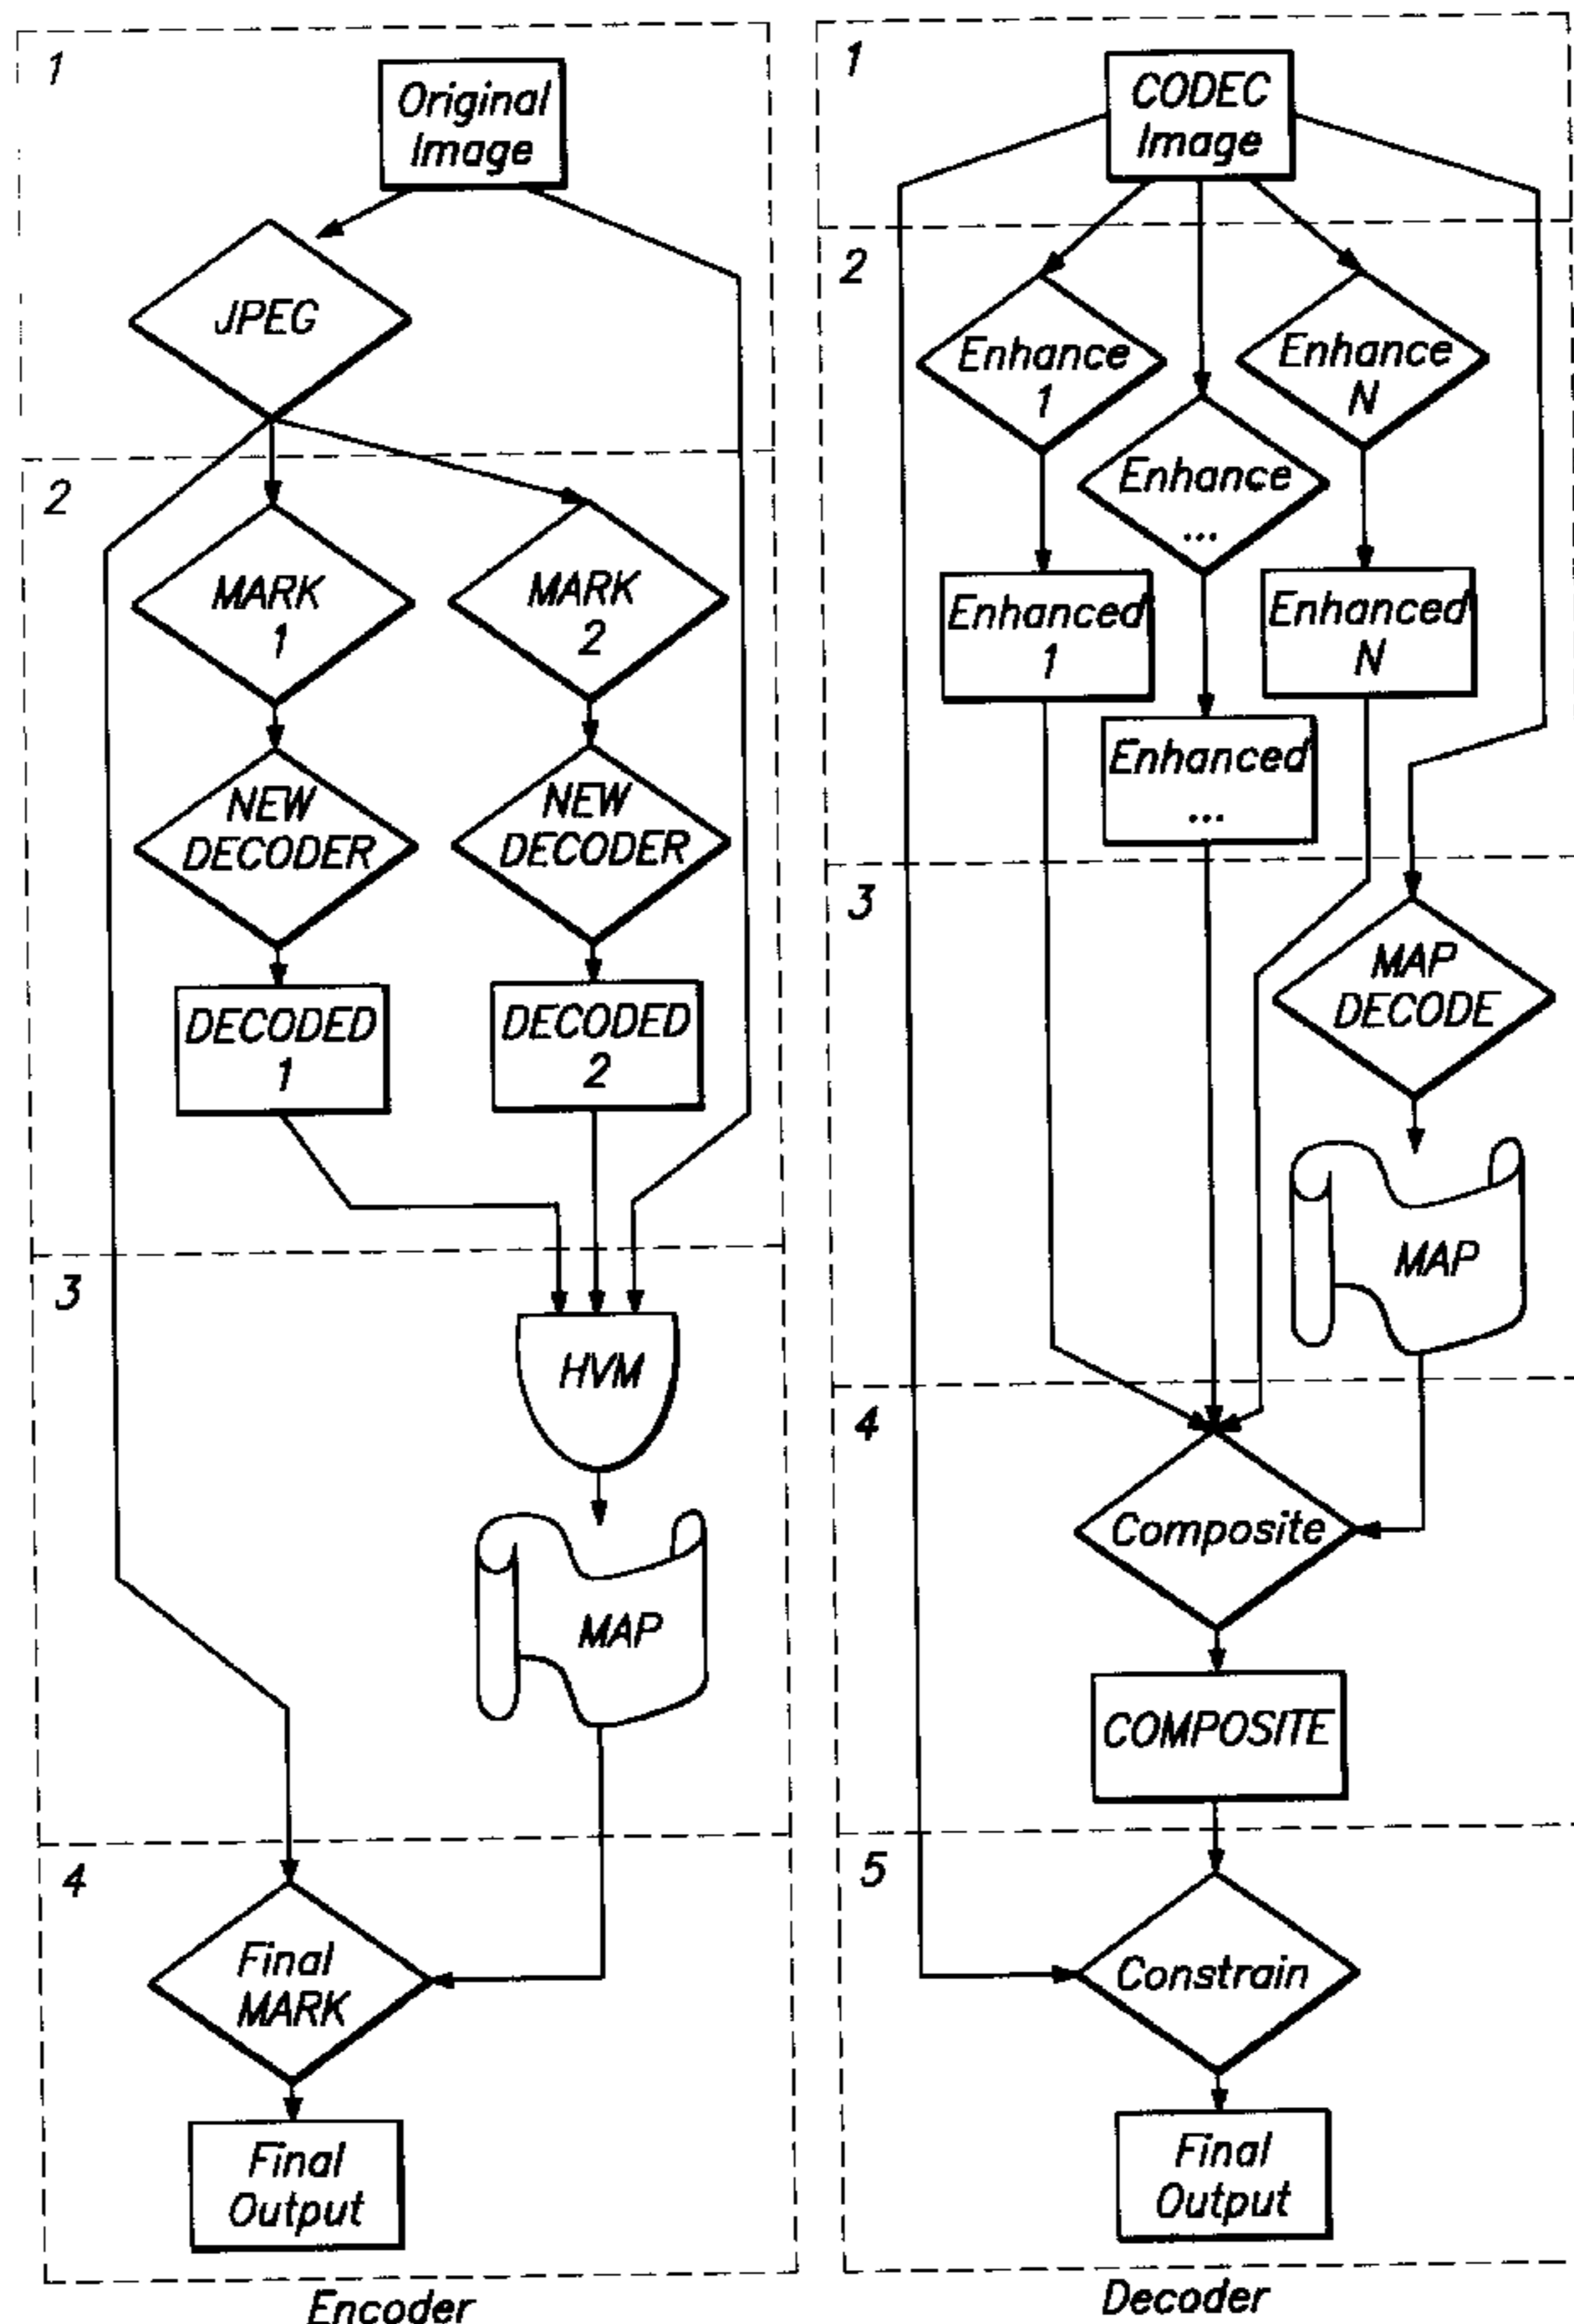 1
Original
Image
JPEG
2
MARK
1
MARK
2
NEW
DECODER
NEW
DECODER
DECODED
1
DECODED
2
3
HVM
MAP
4
Final
MARK
Final
Output
Encoder
1
CODEC
Image
2
Enhance
1
Enhance
...
Enhance
N
Enhanced
1
Enhanced
...
Enhanced
N
3
MAP
DECODE
MAP
4
Composite
COMPOSITE
5
Constrain
Final
Output
Decoder